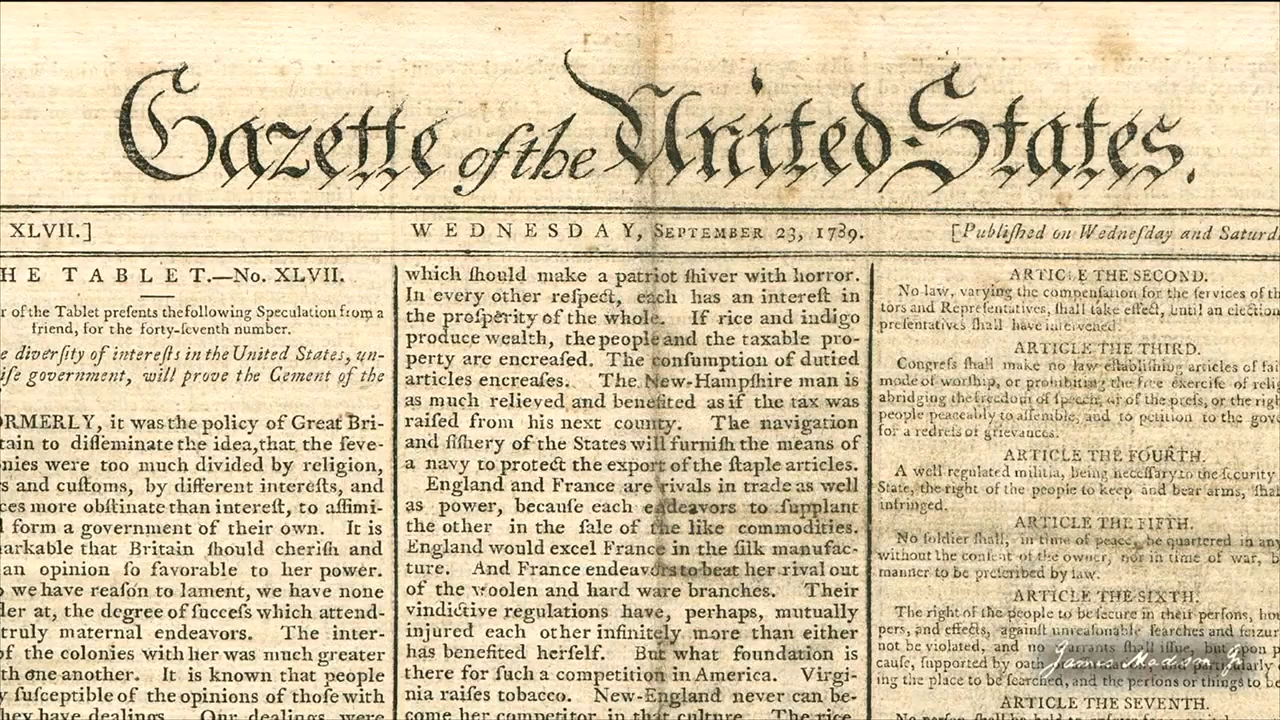 Gazette of the United States.
XLVII.]
WEDNESDAY, SEPTEMBER 23, 1789.
[Publiſhed on Wedneſday and Saturd
HE TABLET.—No. XLVII.
r of the Tablet preſents the following Speculation from a
friend, for the forty-ſeventh number.
e diverſity of intereſts in the United States, un-
iſe government, will prove the Cement of the
ORMERLY, it was the policy of Great Bri-
tain to diſſeminate the idea, that the ſeve-
nies were too much divided by religion,
s and cuſtoms, by different intereſts, and
ces more obſtinate than intereſt, to aſſimi-
l form a government of their own. It is
arkable that Britain ſhould cheriſh and
an opinion ſo favorable to her power.
we have reaſon to lament, we have none
der at, the degree of ſucceſs which attend-
truly maternal endeavors. The inter-
of the colonies with her was much greater
th one another. It is known that people
y ſuſceptible of the opinions of thoſe with
they have dealings. Our dealings were
which ſhould make a patriot ſhiver with horror.
In every other reſpect, each has an intereſt in
the proſperity of the whole. If rice and indigo
produce wealth, the people and the taxable pro-
perty are encreaſed. The conſumption of dutied
articles encreaſes. The New-Hampſhire man is
as much relieved and benefited as if the tax was
raiſed from his next county. The navigation
and fiſhery of the States will furniſh the means of
a navy to protect the export of the ſtaple articles.
England and France are rivals in trade as well
as power, becauſe each endeavors to ſupplant
the other in the ſale of the like commodities.
England would excel France in the ſilk manufac-
ture. And France endeavors to beat her rival out
of the woolen and hard ware branches. Their
vindictive regulations have, perhaps, mutually
injured each other infinitely more than either
has benefited herſelf. But what foundation is
there for ſuch a competition in America. Virgi-
nia raiſes tobacco. New-England never can be-
come her competitor in that culture. The rice
ARTICLE THE SECOND.
No law, varying the compenſation for the ſervices of th
tors and Repreſentatives, ſhall take effect, until an election
preſentatives ſhall have intervened.
ARTICLE THE THIRD.
Congreſs ſhall make no law eſtabliſhing articles of fai
mode of worſhip, or prohibiting the free exerciſe of relig
abridging the freedom of ſpeech, or of the preſs, or the righ
people peaceably to aſſemble, and to petition to the gove
for a redreſs of grievances.
ARTICLE THE FOURTH.
A well regulated militia, being neceſſary to the ſecurity
State, the right of the people to keep and bear arms, ſhal
infringed.
ARTICLE THE FIFTH.
No ſoldier ſhall, in time of peace, be quartered in any
without the conſent of the owner, nor in time of war, b
manner to be preſcribed by law.
ARTICLE THE SIXTH.
The right of the people to be ſecure in their perſons, hou
pers, and effects, againſt unreaſonable ſearches and ſeizur
not be violated, and no warrants ſhall iſſue, but upon p
cauſe, ſupported by oath particularly
ing the place to be ſearched, and the perſons or things to be
James Madison Jr
ARTICLE THE SEVENTH.
No perſon ſhall be held to